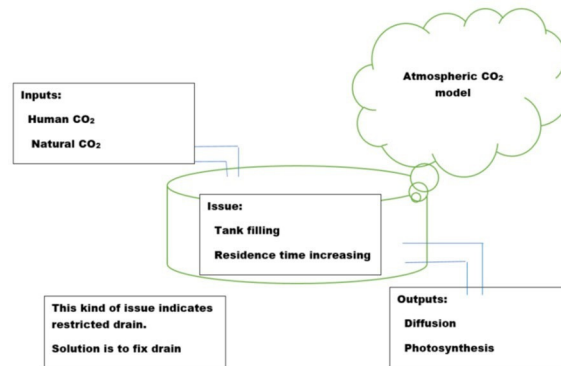 Atmospheric CO₂
model
Inputs:
Human CO₂
Natural CO₂
Issue:
Tank filling
Residence time increasing
This kind of issue indicates
restricted drain.
Solution is to fix drain
Outputs:
Diffusion
Photosynthesis